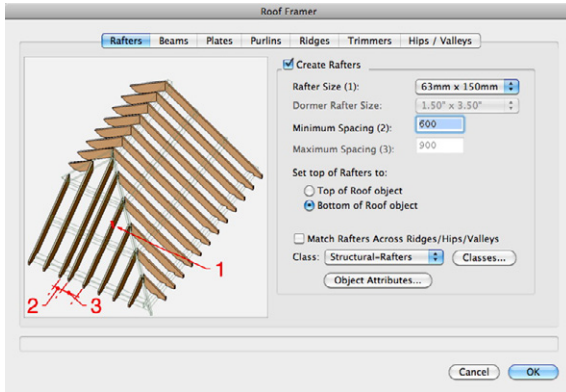 Roof Framer
Rafters Beams Plates Purlins Ridges Trimmers Hips / Valleys
Create Rafters
Rafter Size (1): 63mm x 150mm
Dormer Rafter Size: 1.50" x 3.50"
Minimum Spacing (2): 600
Maximum Spacing (3): 900
Set top of Rafters to:
Top of Roof object
Bottom of Roof object
Match Rafters Across Ridges/Hips/Valleys
Class: Structural-Rafters Classes...
Object Attributes...
1
2 3
Cancel OK